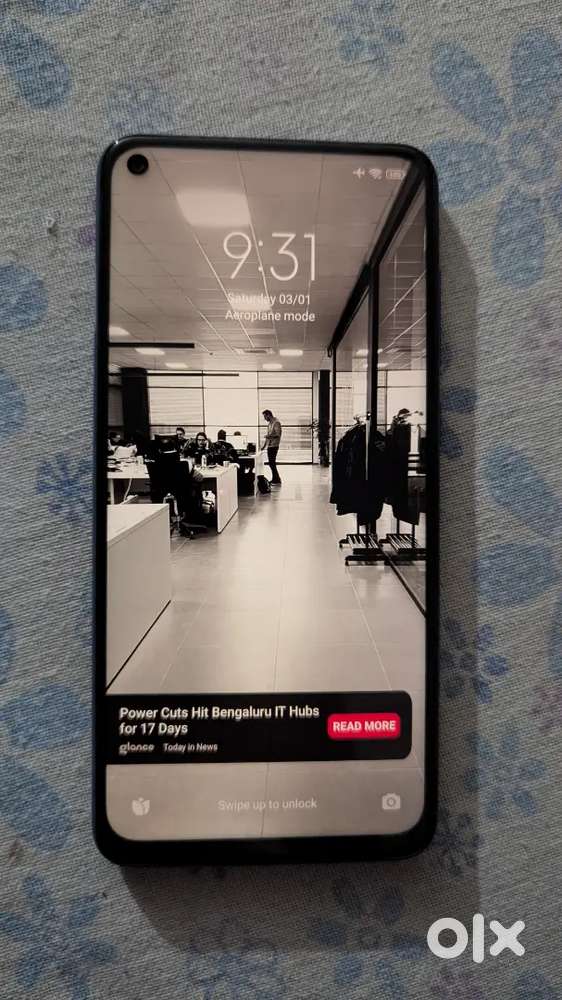 9:31
Saturday 03/01
Aeroplane mode
Power Cuts Hit Bengaluru IT Hubs
for 17 Days
READ MORE
glance Today in News
Swipe up to unlock
olx